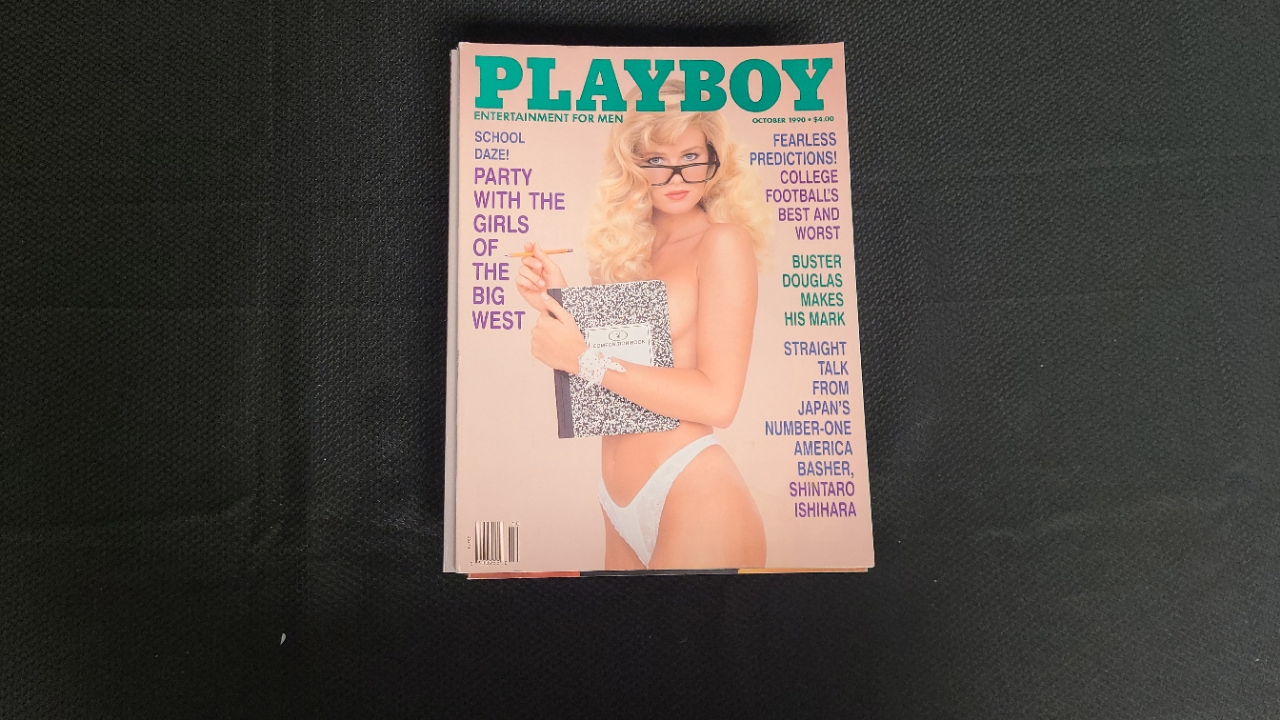 PLAYBOY
ENTERTAINMENT FOR MEN
OCTOBER 1990 • $4.00
SCHOOL
DAZE!
PARTY
WITH THE
GIRLS
OF
THE
BIG
WEST
FEARLESS
PREDICTIONS!
COLLEGE
FOOTBALL'S
BEST AND
WORST
BUSTER
DOUGLAS
MAKES
HIS MARK
STRAIGHT
TALK
FROM
JAPAN'S
NUMBER-ONE
AMERICA
BASHER,
SHINTARO
ISHIHARA
COMPOSITION BOOK